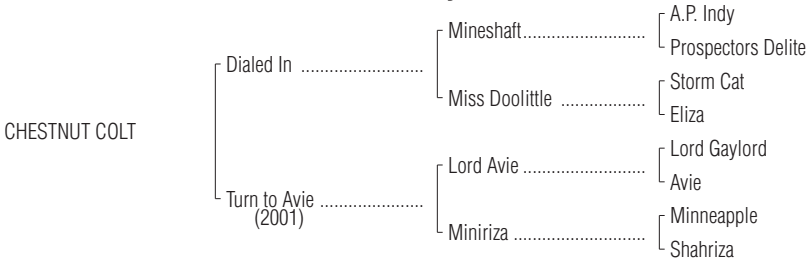 A.P. Indy
Mineshaft..........................
Prospectors Delite
Dialed In ..........................
Storm Cat
Miss Doolittle ..................
Eliza
CHESTNUT COLT
Lord Gaylord
Lord Avie ..........................
Avie
Turn to Avie ......................
(2001)
Minneapple
Miniriza ............................
Shahriza